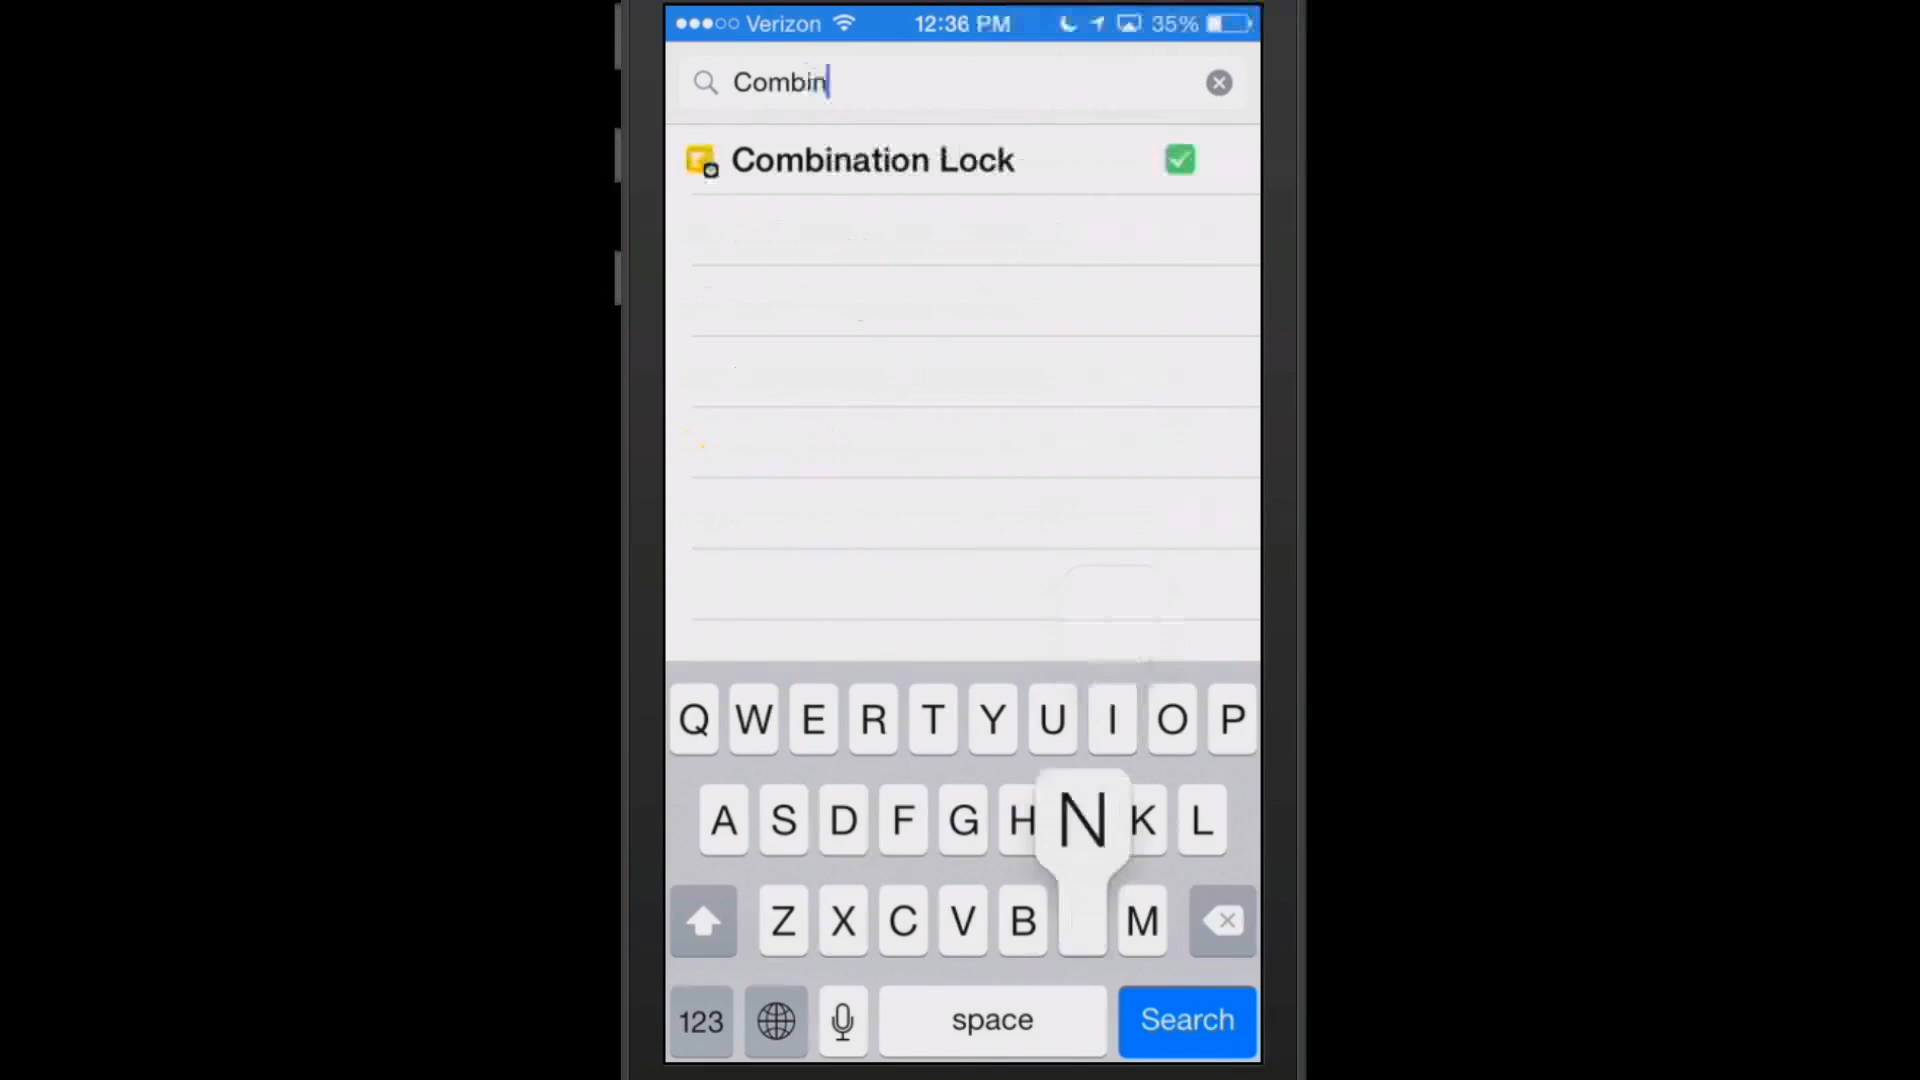 Verizon 12:36 PM 35%
Combin
Combination Lock
Q W E R T Y U I O P
A S D F G H N K L
Z X C V B M
123 space Search